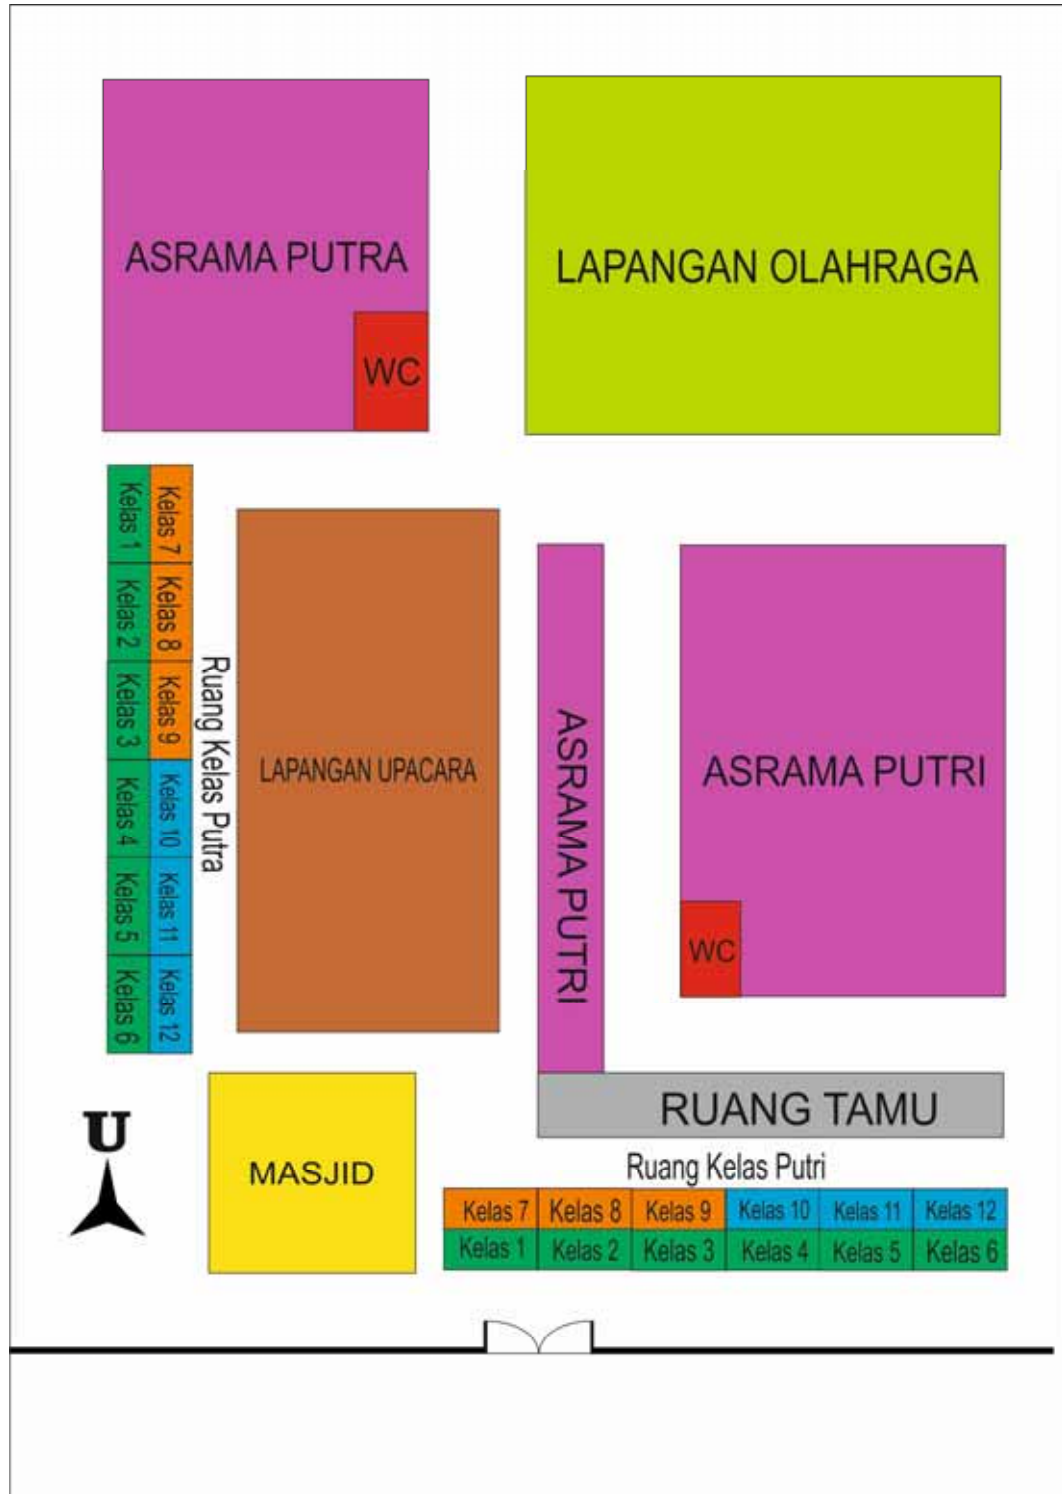 ASRAMA PUTRA
WC
LAPANGAN OLAHRAGA
Kelas 1
Kelas 7
Kelas 2
Kelas 8
Kelas 3
Kelas 9
Kelas 4
Kelas 10
Kelas 5
Kelas 11
Kelas 6
Kelas 12
Ruang Kelas Putra
LAPANGAN UPACARA
ASRAMA PUTRI
ASRAMA PUTRI
WC
RUANG TAMU
U
MASJID
Ruang Kelas Putri
Kelas 7
Kelas 8
Kelas 9
Kelas 10
Kelas 11
Kelas 12
Kelas 1
Kelas 2
Kelas 3
Kelas 4
Kelas 5
Kelas 6